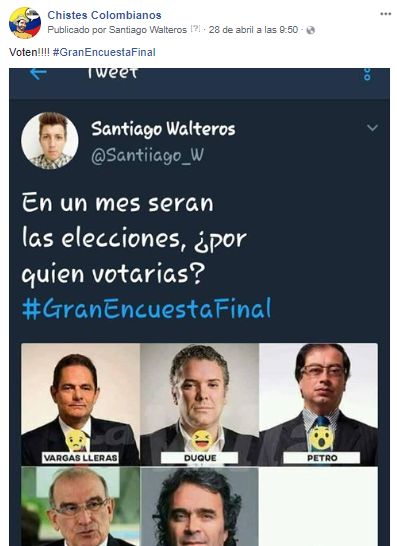 Chistes Colombianos
Publicado por Santiago Walteros [?] · 28 de abril a las 9:50 ·
Voten!!!! #GranEncuestaFinal
Tweet
Santiago Walteros
@Santiiago_W
En un mes seran
las elecciones, ¿por
quien votarias?
#GranEncuestaFinal
VARGAS LLERAS
DUQUE
PETRO